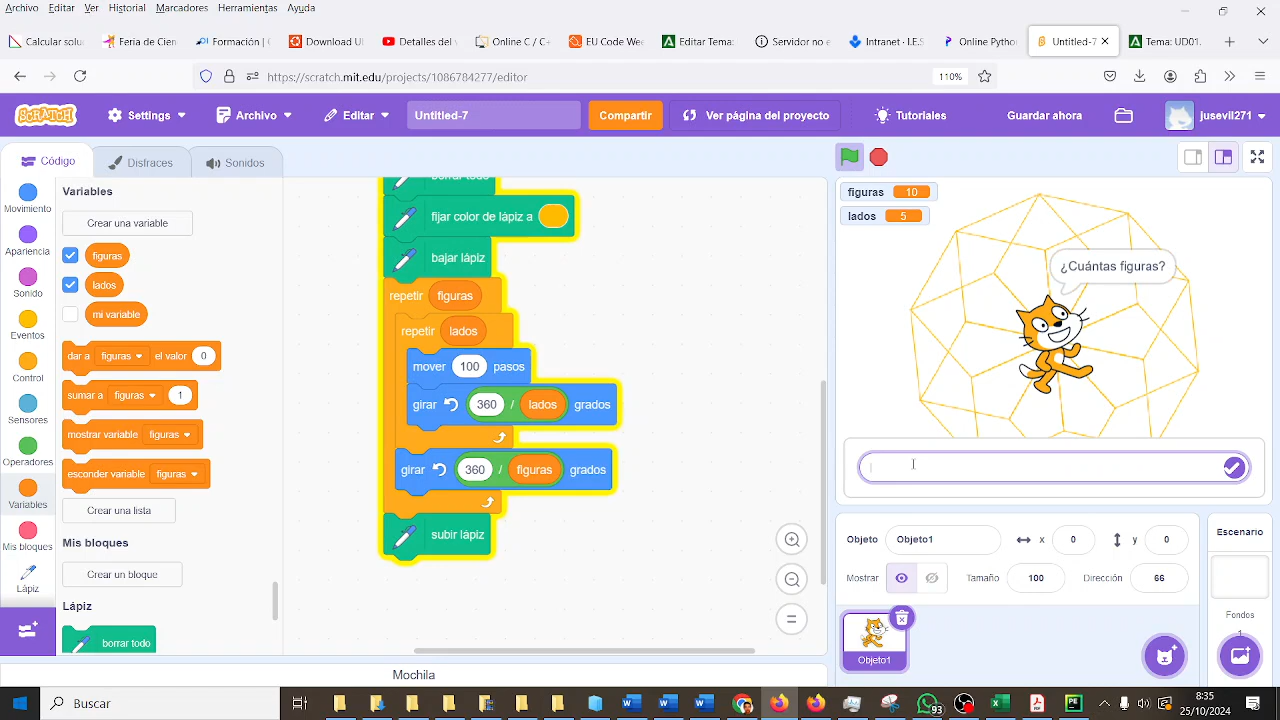 Archivo Editar Ver Historial Marcadores Herramientas Ayuda
Calcular solu Feria de Cien Formación | ( Download UI Detalles del v Online C / C+ EU Code Wee Editar Tema: Servidor no e Intranet - I.E.S Online Pytho Untitled-7 Tema: UD01.
https://scratch.mit.edu/projects/1086784277/editor 110%
SCRATCH Settings Archivo Editar Untitled-7 Compartir Ver página del proyecto Tutoriales Guardar ahora jusevil271
Código Disfraces Sonidos
Movimiento
Apariencia
Sonido
Eventos
Control
Sensores
Operadores
Variables
Mis bloques
Lápiz
Variables
Crear una variable
figuras
lados
mi variable
dar a figuras el valor 0
sumar a figuras 1
mostrar variable figuras
esconder variable figuras
Crear una lista
Mis bloques
Crear un bloque
Lápiz
borrar todo
borrar todo
fijar color de lápiz a
bajar lápiz
repetir figuras
repetir lados
mover 100 pasos
girar 360 / lados grados
girar 360 / figuras grados
subir lápiz
figuras 10
lados 5
¿Cuántas figuras?
Objeto Objeto1 x 0 y 0
Mostrar Tamaño 100 Dirección 66
Objeto1
Escenario
Fondos
1
Mochila
Buscar 93 8:35
25/10/2024